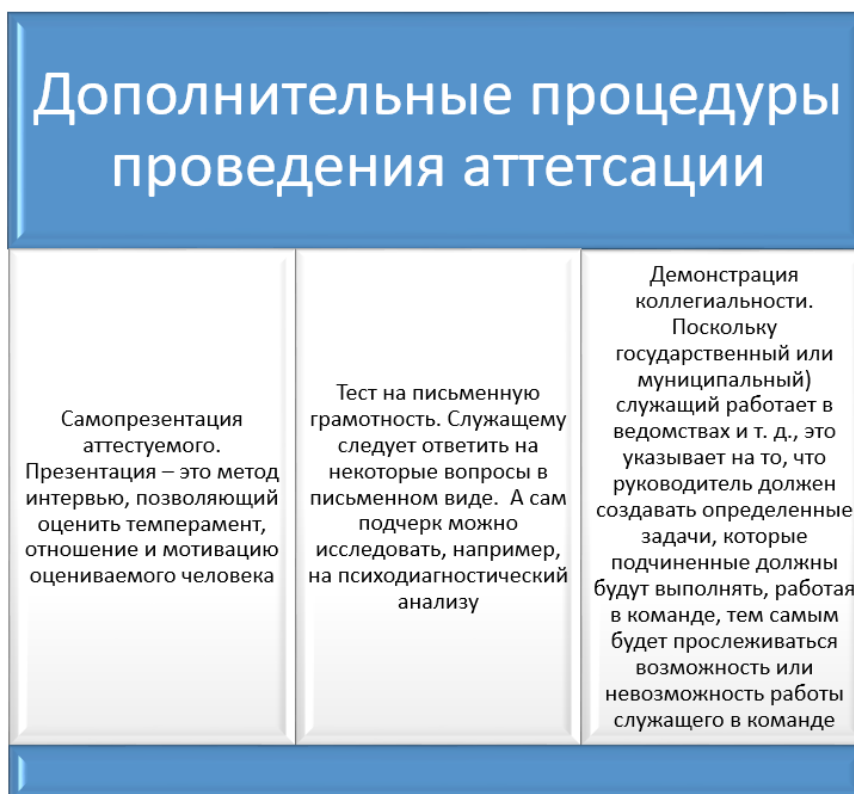 Дополнительные процедуры
проведения аттетсации
Самопрезентация
аттестуемого.
Презентация – это метод
интервью, позволяющий
оценить темперамент,
отношение и мотивацию
оцениваемого человека
Тест на письменную
грамотность. Служащему
следует ответить на
некоторые вопросы в
письменном виде.  А сам
подчерк можно
исследовать, например,
на психодиагностический
анализу
Демонстрация
коллегиальности.
Поскольку
государственный или
муниципальный)
служащий работает в
ведомствах и т. д., это
указывает на то, что
руководитель должен
создавать определенные
задачи, которые
подчиненные должны
будут выполнять, работая
в команде, тем самым
будет прослеживаться
возможность или
невозможность работы
служащего в команде